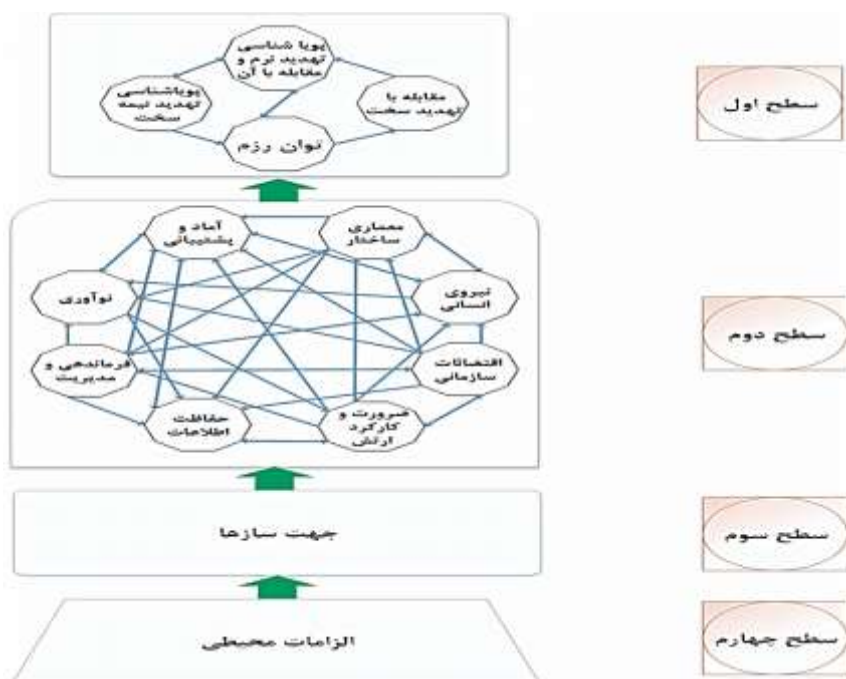 پویا شناسی
تهدید نرم و
مقابله با آن
پویاشناسی
تهدید نیمه
سخت
مقابله با
تهدید سخت
توان رزم
سطح اول
آماد و
پشتیبانی
معماری
ساختار
نوآوری
نیروی
انسانی
سطح دوم
فرماندهی و
مدیریت
اقتضائات
سازمانی
حفاظت
اطلاعات
ضرورت و
کارکرد
ارتش
جهت سازها
سطح سوم
الزامات محیطی
سطح چهارم